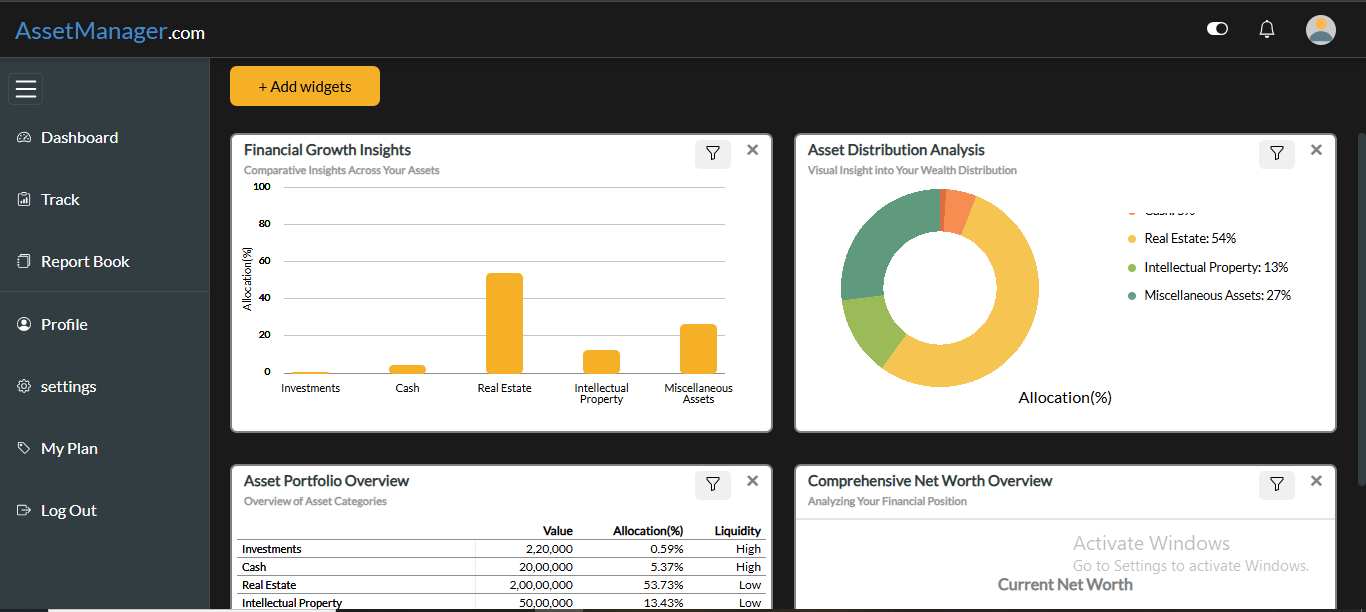 AssetManager.com
+ Add widgets
Dashboard
Track
Report Book
Profile
settings
My Plan
Log Out
Financial Growth Insights
Comparative Insights Across Your Assets
100
80
60
40
20
0
Allocation(%)
Investments
Cash
Real Estate
Intellectual
Property
Miscellaneous
Assets
Asset Distribution Analysis
Visual Insight into Your Wealth Distribution
Cash: 5%
Real Estate: 54%
Intellectual Property: 13%
Miscellaneous Assets: 27%
Allocation(%)
Asset Portfolio Overview
Overview of Asset Categories
Value Allocation(%) Liquidity
Investments 2,20,000 0.59% High
Cash 20,00,000 5.37% High
Real Estate 2,00,00,000 53.73% Low
Intellectual Property 50,00,000 13.43% Low
Comprehensive Net Worth Overview
Analyzing Your Financial Position
Activate Windows
Go to Settings to activate Windows.
Current Net Worth